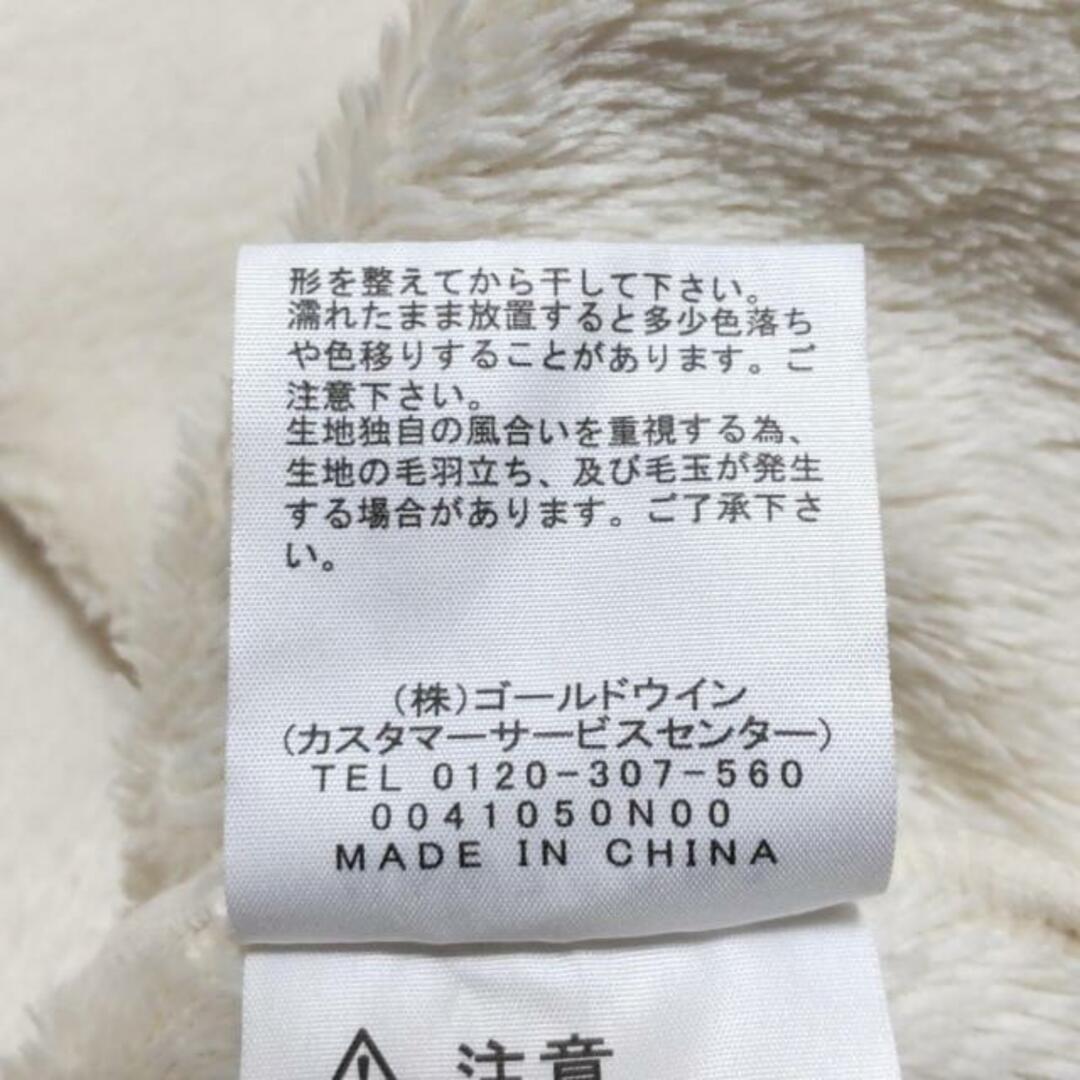 形を整えてから干して下さい。
濡れたまま放置すると多少色落ち
や色移りすることがあります。ご
注意下さい。
生地独自の風合いを重視する為、
生地の毛羽立ち、及び毛玉が発生
する場合があります。ご了承下さ
い。
(株)ゴールドウイン
(カスタマーサービスセンター)
TEL 0120-307-560
0041050N00
MADE IN CHINA
注意